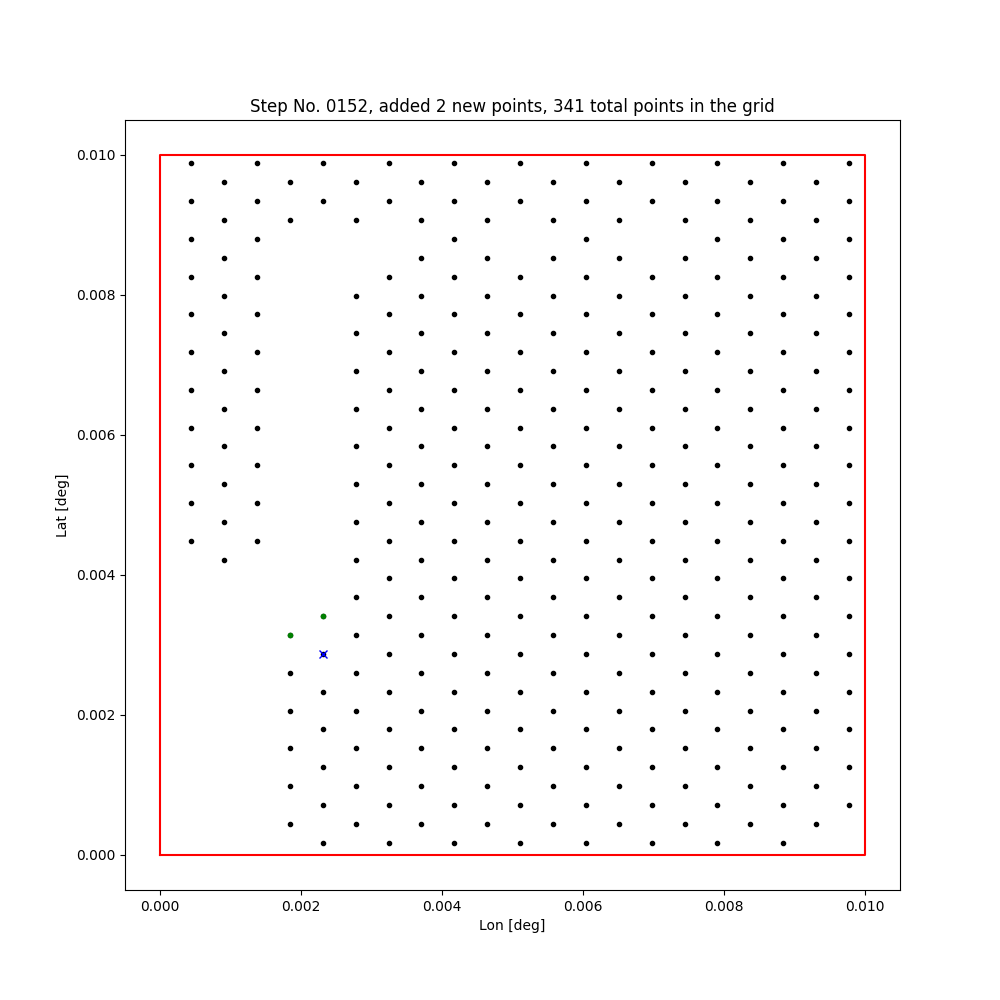 Step No. 0152, added 2 new points, 341 total points in the grid
0.010
0.008
0.006
0.004
0.002
0.000
Lat [deg]
0.000 0.002 0.004 0.006 0.008 0.010
Lon [deg]